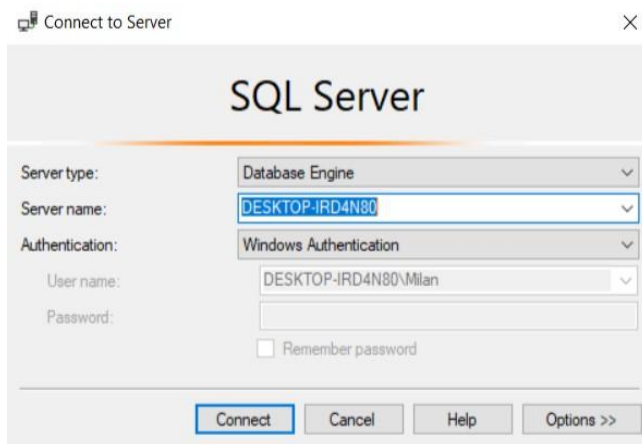 Connect to Server
SQL Server
Server type: Database Engine
Server name: DESKTOP-IRD4N80
Authentication: Windows Authentication
User name: DESKTOP-IRD4N80\Milan
Password:
Remember password
Connect Cancel Help Options >>